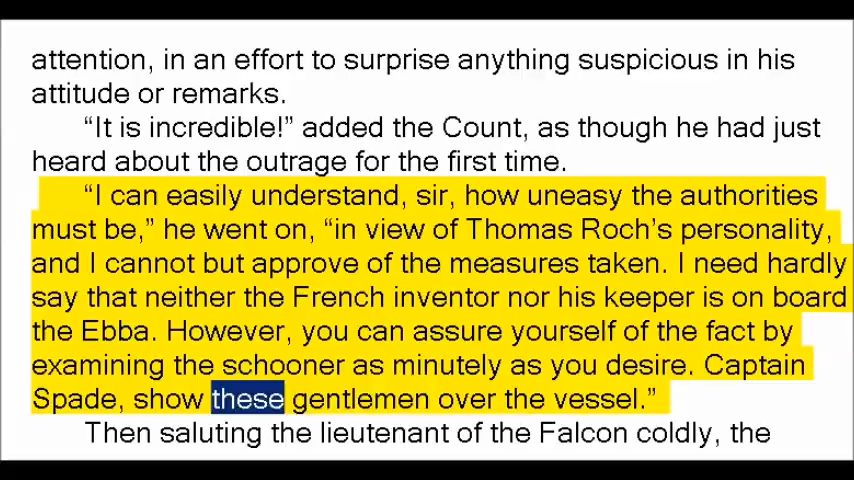 attention, in an effort to surprise anything suspicious in his
attitude or remarks.
“It is incredible!” added the Count, as though he had just
heard about the outrage for the first time.
“I can easily understand, sir, how uneasy the authorities
must be,” he went on, “in view of Thomas Roch’s personality,
and I cannot but approve of the measures taken. I need hardly
say that neither the French inventor nor his keeper is on board
the Ebba. However, you can assure yourself of the fact by
examining the schooner as minutely as you desire. Captain
Spade, show these gentlemen over the vessel.”
Then saluting the lieutenant of the Falcon coldly, the